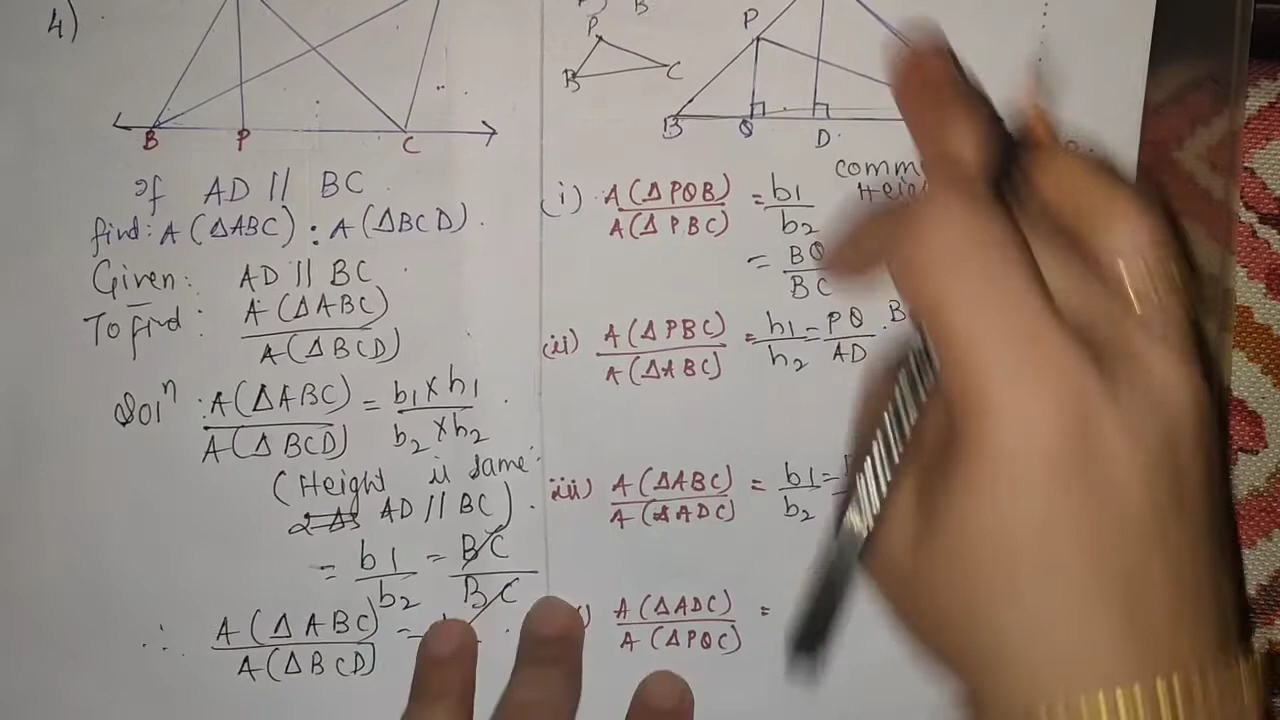 4)
B P C
If AD || BC
find: A(ΔABC) : A(ΔBCD).
Given: AD || BC
To find: A(ΔABC)
A(ΔBCD)
Solⁿ A(ΔABC) = b1 × h1
A(ΔBCD) b2 × h2
(Height is same
AD || BC).
= b1 = BC
b2 BC
∴ A(ΔABC) =
A(ΔBCD)
B
P
B C
P
B Q D
(i) A(ΔPQB) = b1
A(ΔPBC) b2
= BQ
BC
(ii) A(ΔPBC) = h1 = PQ
A(ΔABC) h2 AD
iii) A(ΔABC) = b1 =
A(ΔADC) b2
A(ΔADC) =
A(ΔPQC)